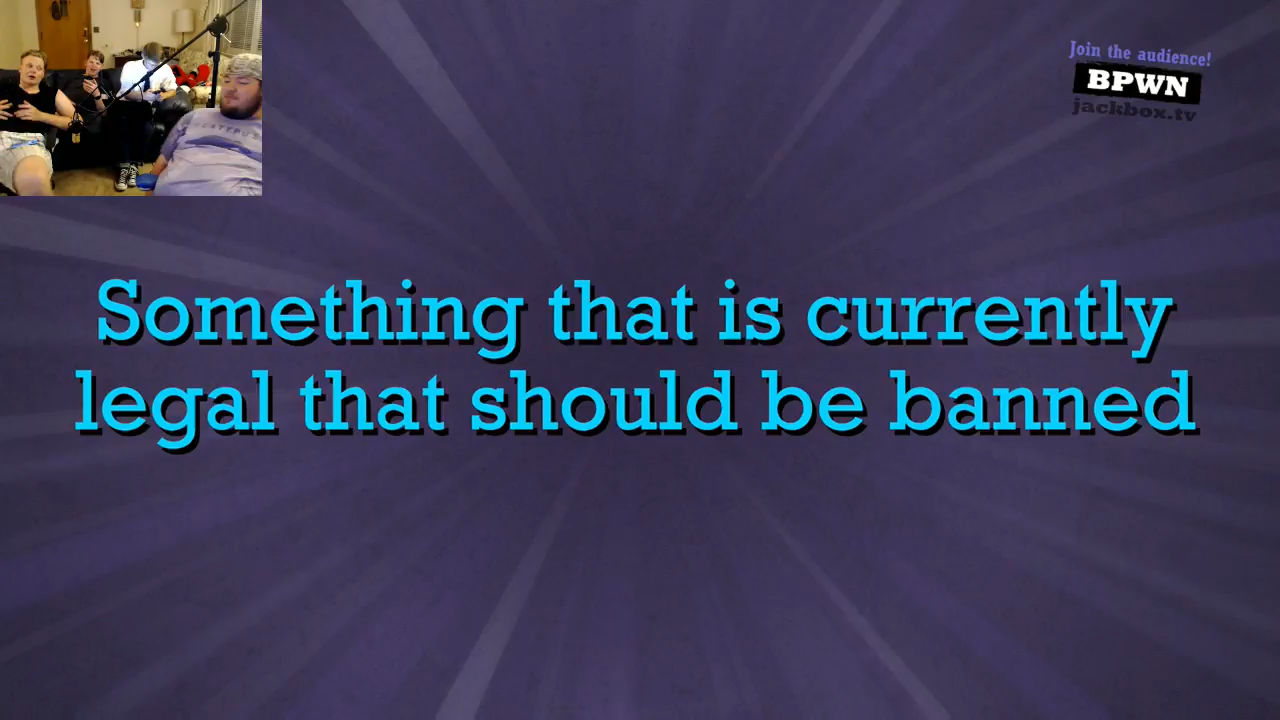 Join the audience!
BPWN
jackbox.tv
Something that is currently
legal that should be banned